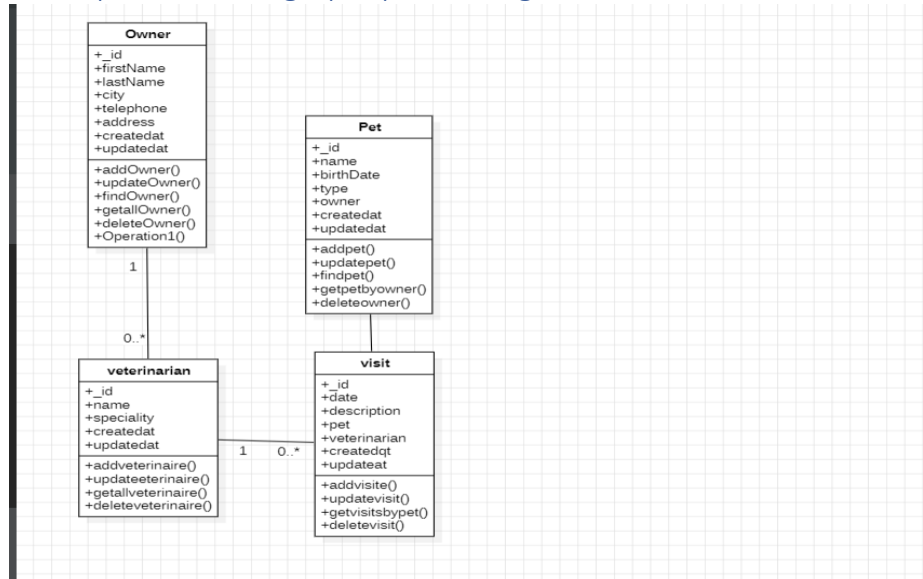 Owner
+_id
+firstName
+lastName
+city
+telephone
+address
+createdat
+updatedat
+addOwner()
+updateOwner()
+findOwner()
+getallOwner()
+deleteOwner()
+Operation1()
1
0..*
Pet
+_id
+name
+birthDate
+type
+owner
+createdat
+updatedat
+addpet()
+updatepet()
+findpet()
+getpetbyowner()
+deleteowner()
veterinarian
+_id
+name
+speciality
+createdat
+updatedat
+addveterinaire()
+updateeterinaire()
+getallveterinaire()
+deleteveterinaire()
1
0..*
visit
+_id
+date
+description
+pet
+veterinarian
+createdqt
+updateat
+addvisite()
+updatevisit()
+getvisitsbypet()
+deletevisit()